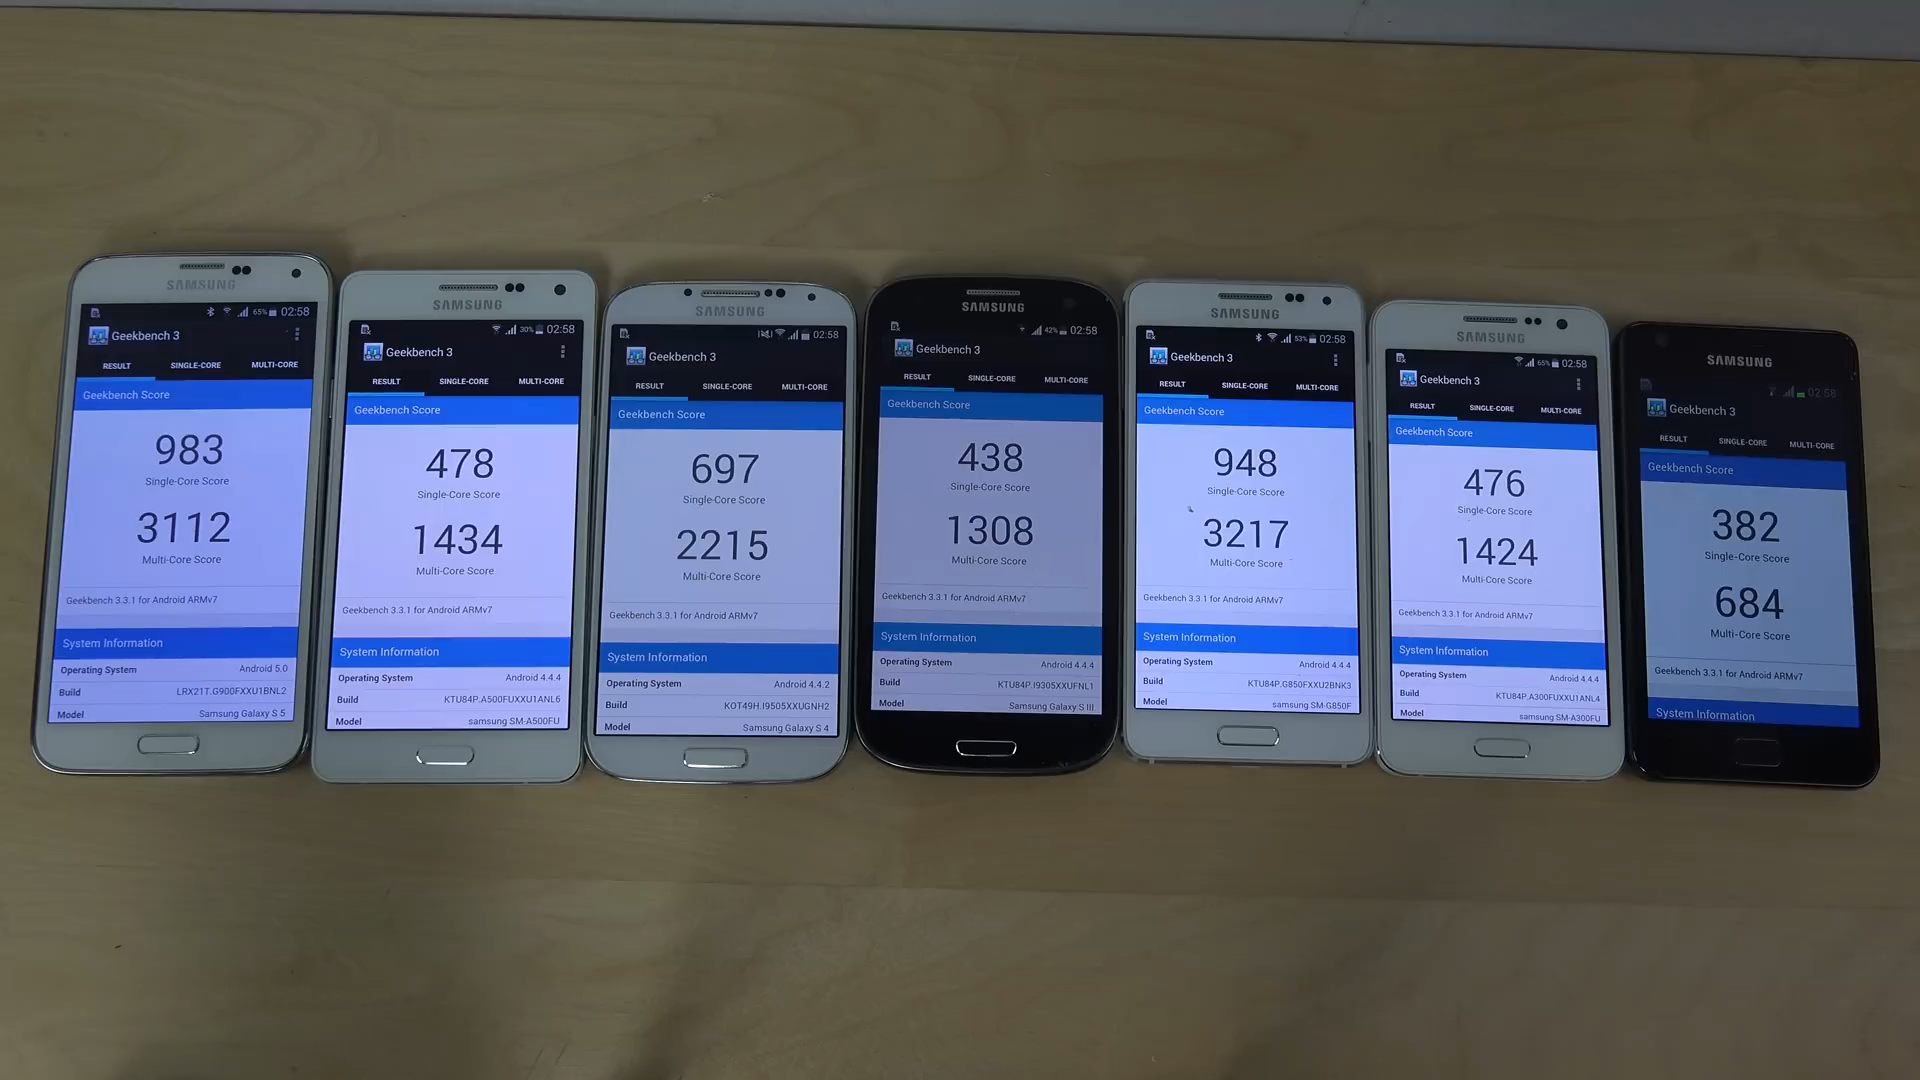 SAMSUNG
65% 02:58
Geekbench 3
RESULT SINGLE-CORE MULTI-CORE
Geekbench Score
983
Single-Core Score
3112
Multi-Core Score
Geekbench 3.3.1 for Android ARMv7
System Information
Operating System Android 5.0
Build LRX21T.G900FXXU1BNL2
Model Samsung Galaxy S 5
SAMSUNG
30% 02:58
Geekbench 3
RESULT SINGLE-CORE MULTI-CORE
Geekbench Score
478
Single-Core Score
1434
Multi-Core Score
Geekbench 3.3.1 for Android ARMv7
System Information
Operating System Android 4.4.4
Build KTU84P.A500FUXXU1ANL6
Model samsung SM-A500FU
SAMSUNG
02:58
Geekbench 3
RESULT SINGLE-CORE MULTI-CORE
Geekbench Score
697
Single-Core Score
2215
Multi-Core Score
Geekbench 3.3.1 for Android ARMv7
System Information
Operating System Android 4.4.2
Build KOT49H.I9505XXUGNH2
Model Samsung Galaxy S 4
SAMSUNG
42% 02:58
Geekbench 3
RESULT SINGLE-CORE MULTI-CORE
Geekbench Score
438
Single-Core Score
1308
Multi-Core Score
Geekbench 3.3.1 for Android ARMv7
System Information
Operating System Android 4.4.4
Build KTU84P.I9305XXUFNL1
Model Samsung Galaxy S III
SAMSUNG
53% 02:58
Geekbench 3
RESULT SINGLE-CORE MULTI-CORE
Geekbench Score
948
Single-Core Score
3217
Multi-Core Score
Geekbench 3.3.1 for Android ARMv7
System Information
Operating System Android 4.4.4
Build KTU84P.G850FXXU2BNK3
Model samsung SM-G850F
SAMSUNG
65% 02:58
Geekbench 3
RESULT SINGLE-CORE MULTI-CORE
Geekbench Score
476
Single-Core Score
1424
Multi-Core Score
Geekbench 3.3.1 for Android ARMv7
System Information
Operating System Android 4.4.4
Build KTU84P.A300FUXXU1ANL4
Model samsung SM-A300FU
SAMSUNG
02:58
Geekbench 3
RESULT SINGLE-CORE MULTI-CORE
Geekbench Score
382
Single-Core Score
684
Multi-Core Score
Geekbench 3.3.1 for Android ARMv7
System Information